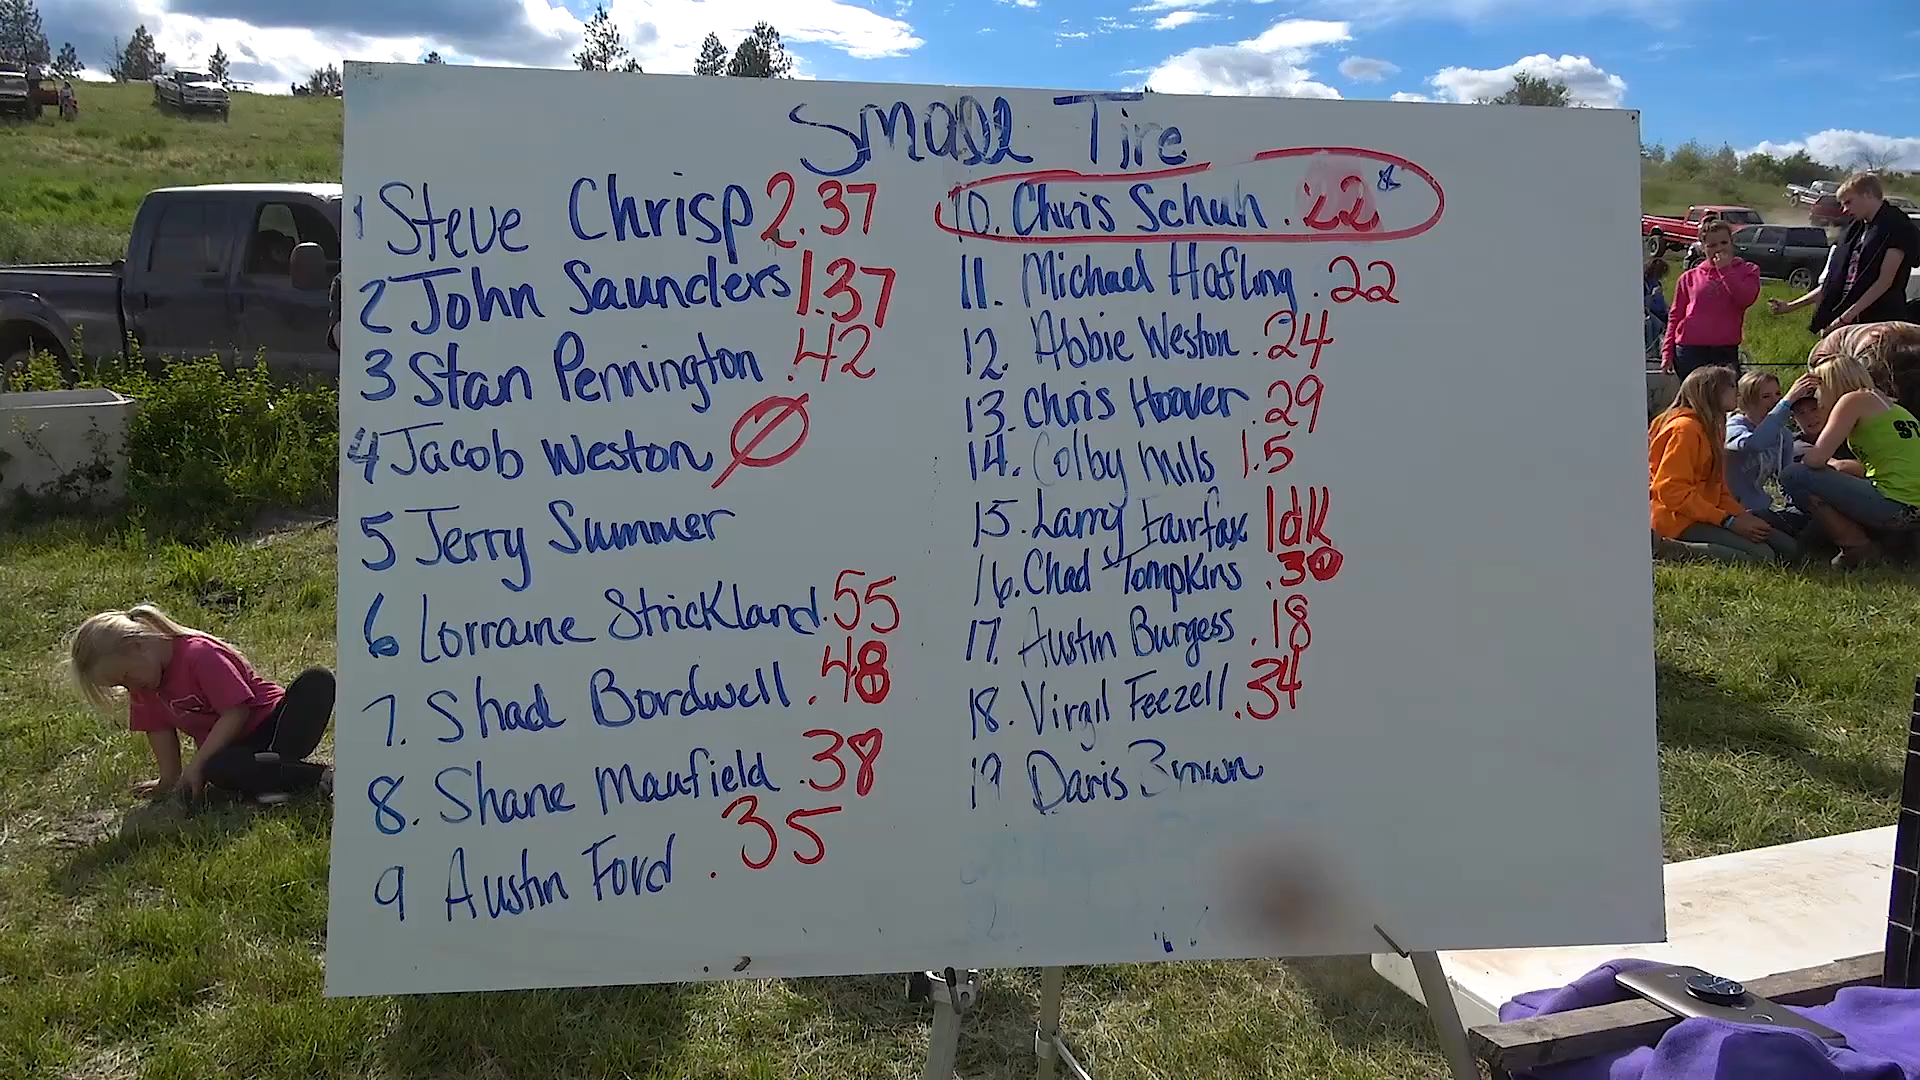 Small Tire
1 Steve Chrisp 2.37
2 John Saunders 1.37
3 Stan Pennington .42
4 Jacob Weston Ø
5 Jerry Summer
6 Lorraine Strickland .55
7. Shad Bordwell .48
8. Shane Maufield .38
9 Austin Ford .35
10. Chris Schuh .22
11. Michael Hofling .22
12. Abbie Weston .24
13. Chris Hoover .29
14. Colby Mills 1.5
15. Larry Fairfax Idk
16. Chad Tompkins .30
17. Austin Burgess .18
18. Virgil Feezell .34
19 Daris Brown